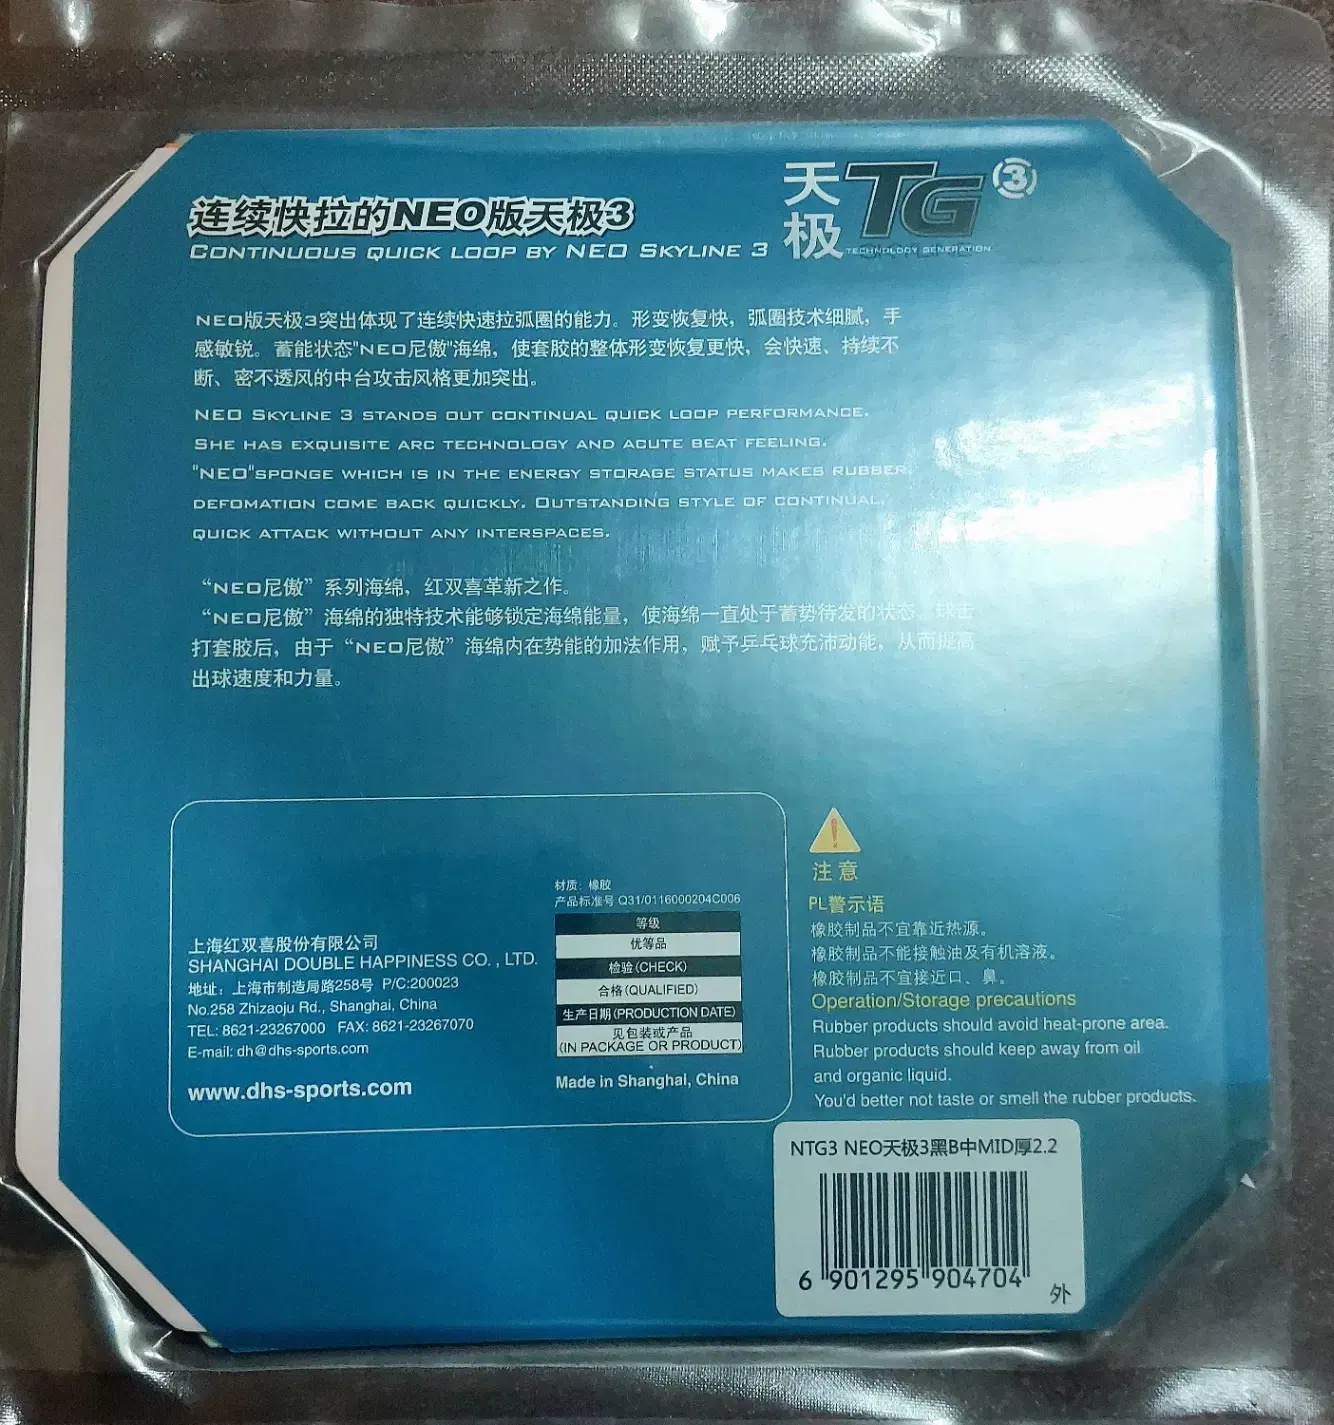 天极 TG 3
TECHNOLOGY GENERATION
连续快拉的NEO版天极3
CONTINUOUS QUICK LOOP BY NEO SKYLINE 3
NEO版天极3突出体现了连续快速拉弧圈的能力。形变恢复快，弧圈技术细腻，手
感敏锐。蓄能状态"NEO尼傲"海绵，使套胶的整体形变恢复更快，会快速、持续不
断、密不透风的中台攻击风格更加突出。
NEO SKYLINE 3 STANDS OUT CONTINUAL QUICK LOOP PERFORMANCE.
SHE HAS EXQUISITE ARC TECHNOLOGY AND ACUTE BEAT FEELING.
"NEO"SPONGE WHICH IS IN THE ENERGY STORAGE STATUS MAKES RUBBER
DEFOMATION COME BACK QUICKLY. OUTSTANDING STYLE OF CONTINUAL
QUICK ATTACK WITHOUT ANY INTERSPACES.
“NEO尼傲”系列海绵，红双喜革新之作。
“NEO尼傲”海绵的独特技术能够锁定海绵能量，使海绵一直处于蓄势待发的状态。球击
打套胶后，由于“NEO尼傲”海绵内在势能的加法作用，赋予乒乓球充沛动能，从而提高
出球速度和力量。
上海红双喜股份有限公司
SHANGHAI DOUBLE HAPPINESS CO. , LTD.
地址：上海市制造局路258号 P/C:200023
No.258 Zhizaoju Rd., Shanghai, China
TEL: 8621-23267000 FAX: 8621-23267070
E-mail: dh@dhs-sports.com
www.dhs-sports.com
材质：橡胶
产品标准号 Q31/0116000204C006
等级
优等品
检验(CHECK)
合格(QUALIFIED)
生产日期(PRODUCTION DATE)
见包装或产品
(IN PACKAGE OR PRODUCT)
Made in Shanghai, China
注意
PL警示语
橡胶制品不宜靠近热源。
橡胶制品不能接触油及有机溶液。
橡胶制品不宜接近口、鼻。
Operation/Storage precautions
Rubber products should avoid heat-prone area.
Rubber products should keep away from oil
and organic liquid.
You'd better not taste or smell the rubber products.
NTG3 NEO天极3黑B中MID厚2.2
6 901295 904704
外